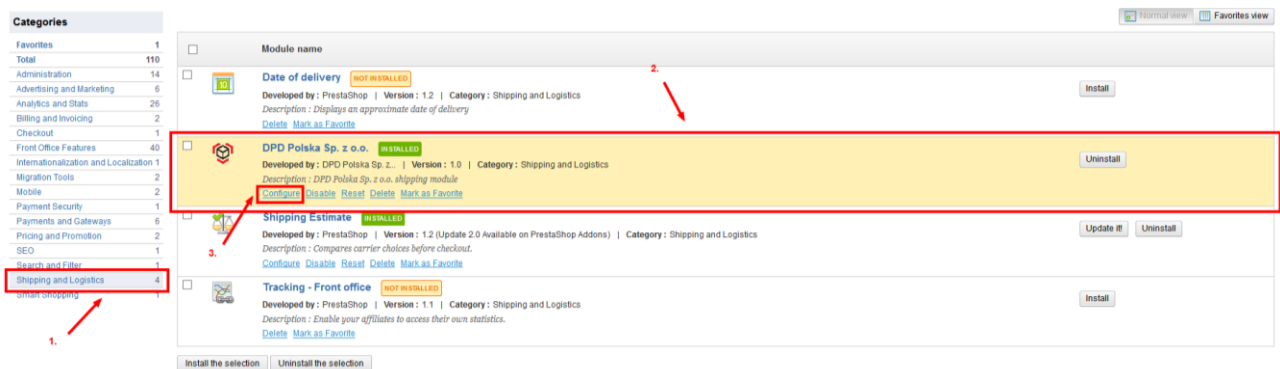 Normal view Favorites view
Categories
Favorites 1
Total 110
Administration 14
Advertising and Marketing 6
Analytics and Stats 26
Billing and Invoicing 2
Checkout 1
Front Office Features 40
Internationalization and Localization 1
Migration Tools 2
Mobile 2
Payment Security 1
Payments and Gateways 6
Pricing and Promotion 2
SEO 1
Search and Filter 1
Shipping and Logistics 4
Smart Shopping 1
1.
Module name
2.
Date of delivery NOT INSTALLED
Developed by : PrestaShop | Version : 1.2 | Category : Shipping and Logistics
Description : Displays an approximate date of delivery
Delete Mark as Favorite
Install
DPD Polska Sp. z o.o. INSTALLED
Developed by : DPD Polska Sp. z... | Version : 1.0 | Category : Shipping and Logistics
Description : DPD Polska Sp. z o.o. shipping module
Configure Disable Reset Delete Mark as Favorite
Uninstall
3.
Shipping Estimate INSTALLED
Developed by : PrestaShop | Version : 1.2 (Update 2.0 Available on PrestaShop Addons) | Category : Shipping and Logistics
Description : Compares carrier choices before checkout.
Configure Disable Reset Delete Mark as Favorite
Update it! Uninstall
Tracking - Front office NOT INSTALLED
Developed by : PrestaShop | Version : 1.1 | Category : Shipping and Logistics
Description : Enable your affiliates to access their own statistics.
Delete Mark as Favorite
Install
Install the selection Uninstall the selection